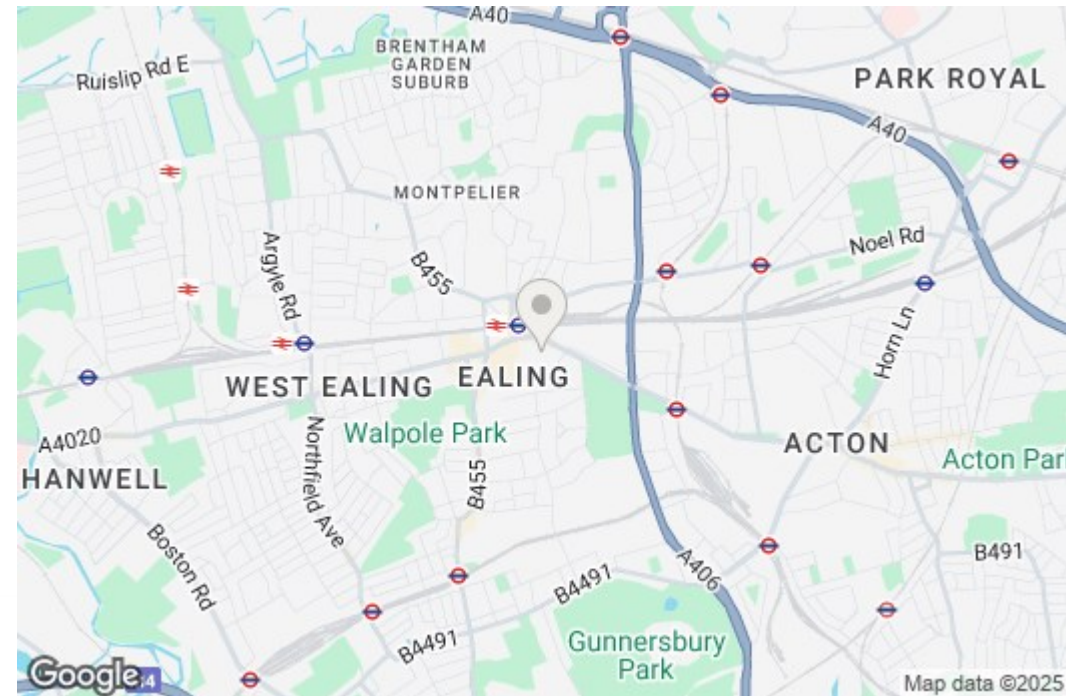 A40
BRENTHAM
GARDEN
SUBURB
Ruislip Rd E
PARK ROYAL
A40
MONTPELIER
Argyle Rd
B455
Noel Rd
Horn Ln
WEST EALING
EALING
A4020
Walpole Park
ACTON
HANWELL
Northfield Ave
B455
Acton Par
Boston Rd
B4491
A406
B491
B4491
Gunnersbury
Park
Google
Map data ©2025